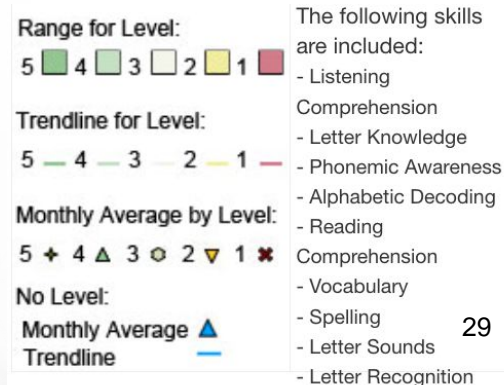 Range for Level:
5 4 3 2 1
Trendline for Level:
5 4 3 2 1
Monthly Average by Level:
5 4 3 2 1
No Level:
Monthly Average
Trendline
The following skills
are included:
- Listening
Comprehension
- Letter Knowledge
- Phonemic Awareness
- Alphabetic Decoding
- Reading
Comprehension
- Vocabulary
- Spelling
- Letter Sounds
- Letter Recognition
29